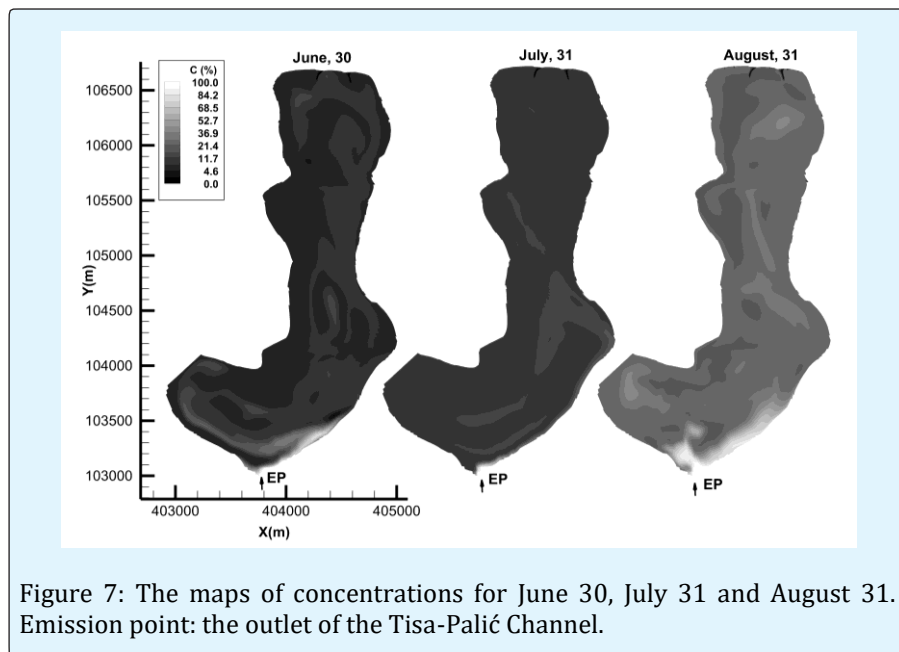 June, 30 July, 31 August, 31
C (%)
100.0
84.2
68.5
52.7
36.9
21.4
11.7
4.6
0.0
106500
106000
105500
105000
104500
104000
103500
103000
Y(m)
EP EP EP
403000 404000 405000
X(m)
Figure 7: The maps of concentrations for June 30, July 31 and August 31.
Emission point: the outlet of the Tisa-Palić Channel.